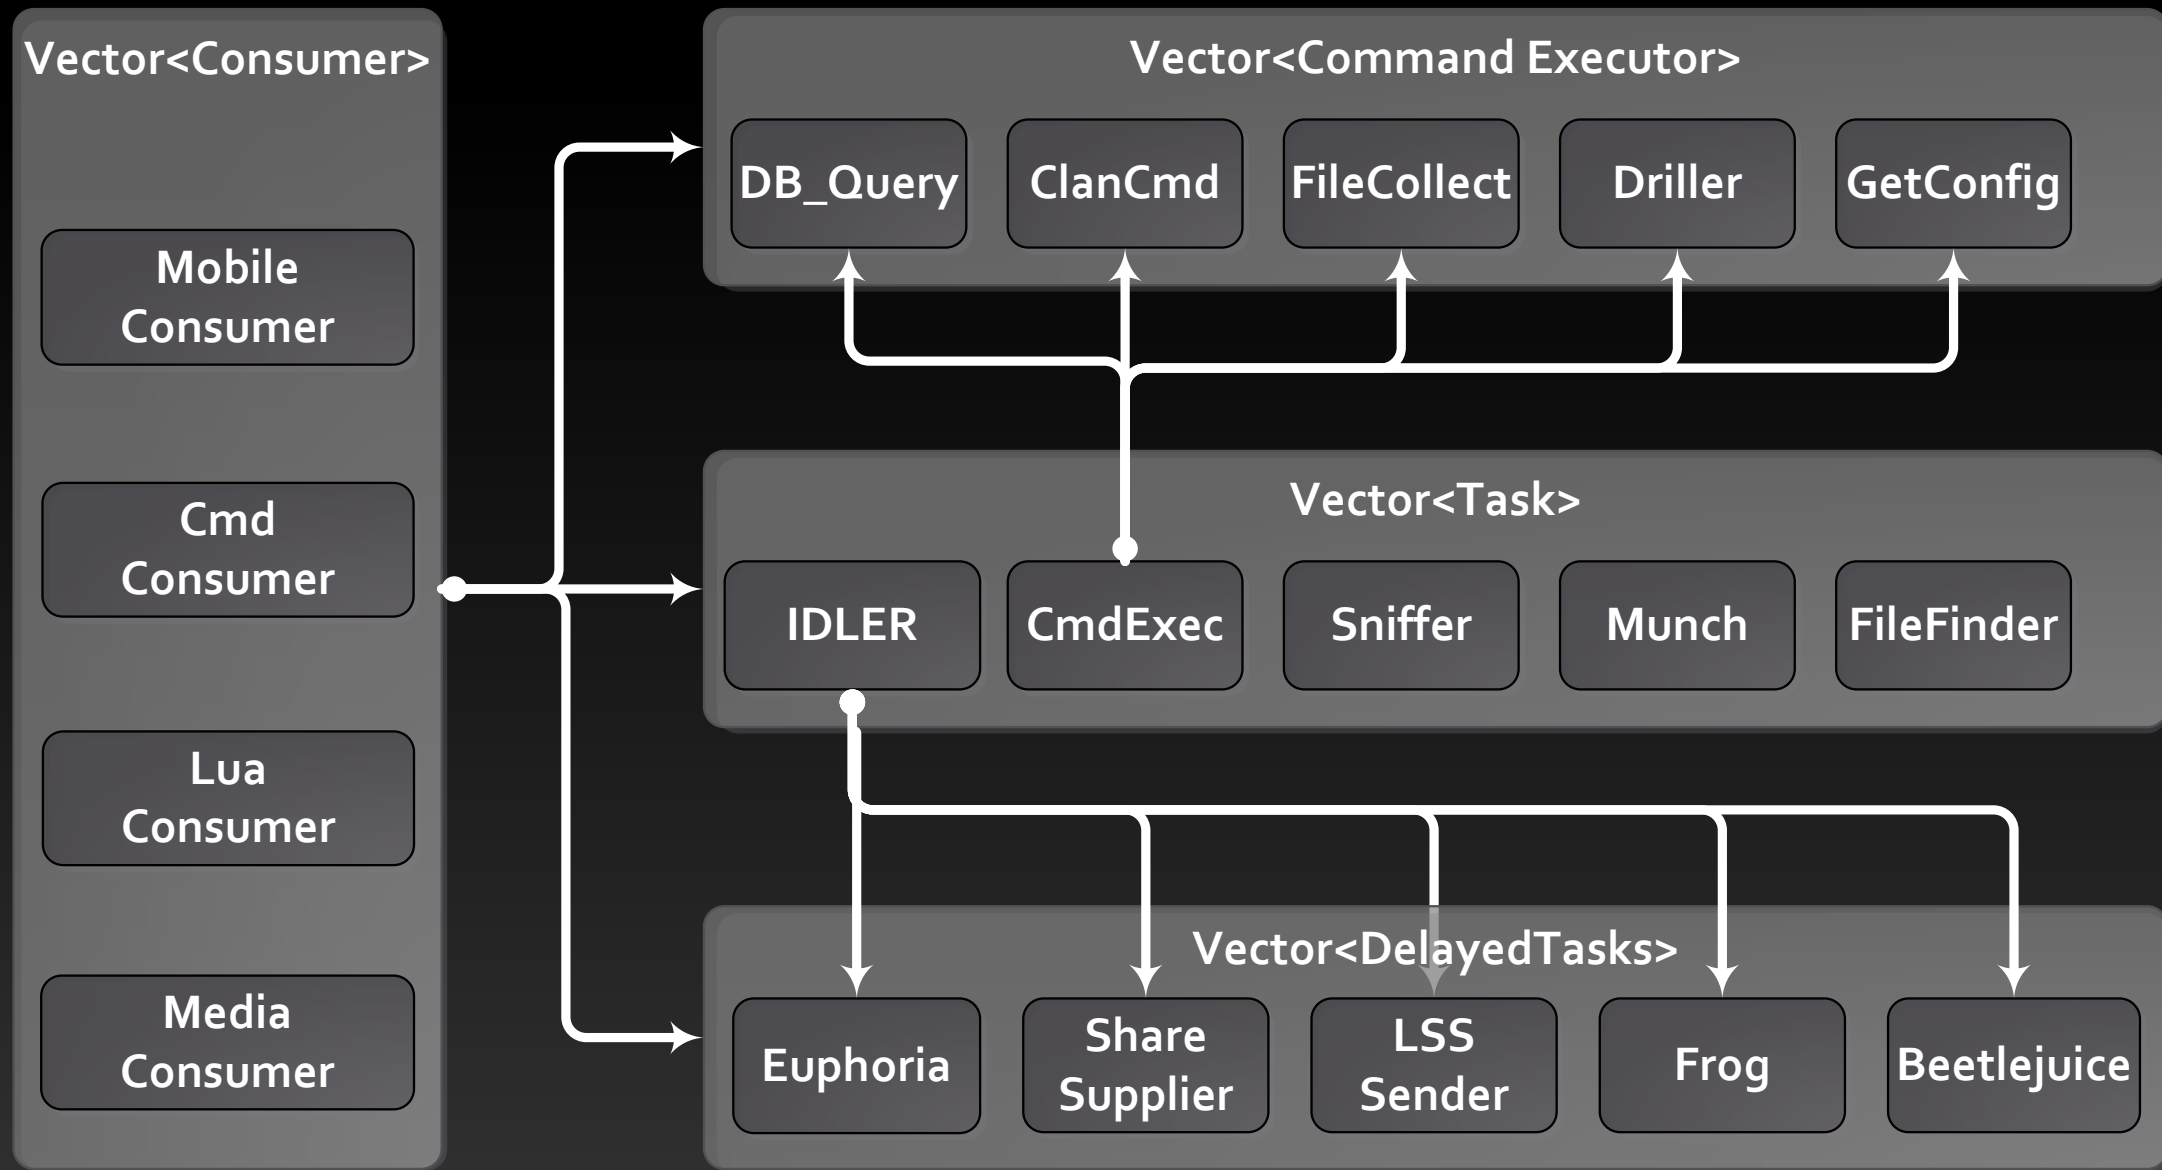 Vector<Consumer>
Mobile
Consumer
Cmd
Consumer
Lua
Consumer
Media
Consumer
Vector<Command Executor>
DB_Query
ClanCmd
FileCollect
Driller
GetConfig
Vector<Task>
IDLER
CmdExec
Sniffer
Munch
FileFinder
Vector<DelayedTasks>
Euphoria
Share
Supplier
LSS
Sender
Frog
Beetlejuice